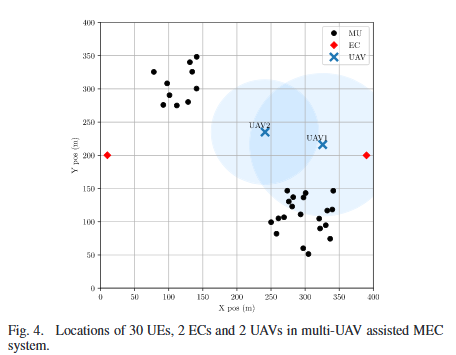 400
350
300
250
200
150
100
50
0
Y pos (m)
MU
EC
UAV
UAV2
UAV1
0 50 100 150 200 250 300 350 400
X pos (m)
Fig. 4. Locations of 30 UEs, 2 ECs and 2 UAVs in multi-UAV assisted MEC
system.